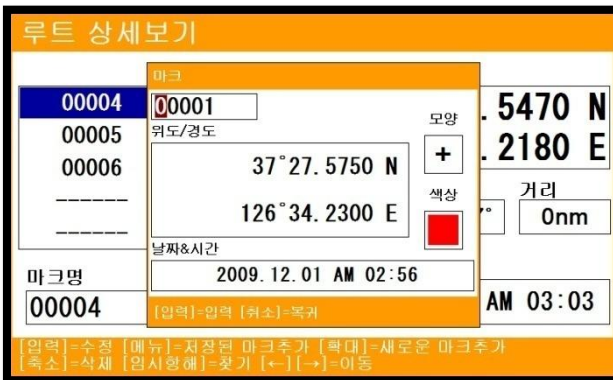 루트 상세보기
마크
00004
00001
모양
. 5470 N
00005
위도/경도
+
. 2180 E
00006
37°27.5750 N
------
색상
거리
126°34.2300 E
°
0nm
------
날짜&시간
마크명
2009.12.01 AM 02:56
00004
[입력]=입력 [취소]=복귀
AM 03:03
[입력]=수정 [메뉴]=저장된 마크추가 [확대]=새로운 마크추가
[축소]=삭제 [임시항해]=찾기 [←][→]=이동